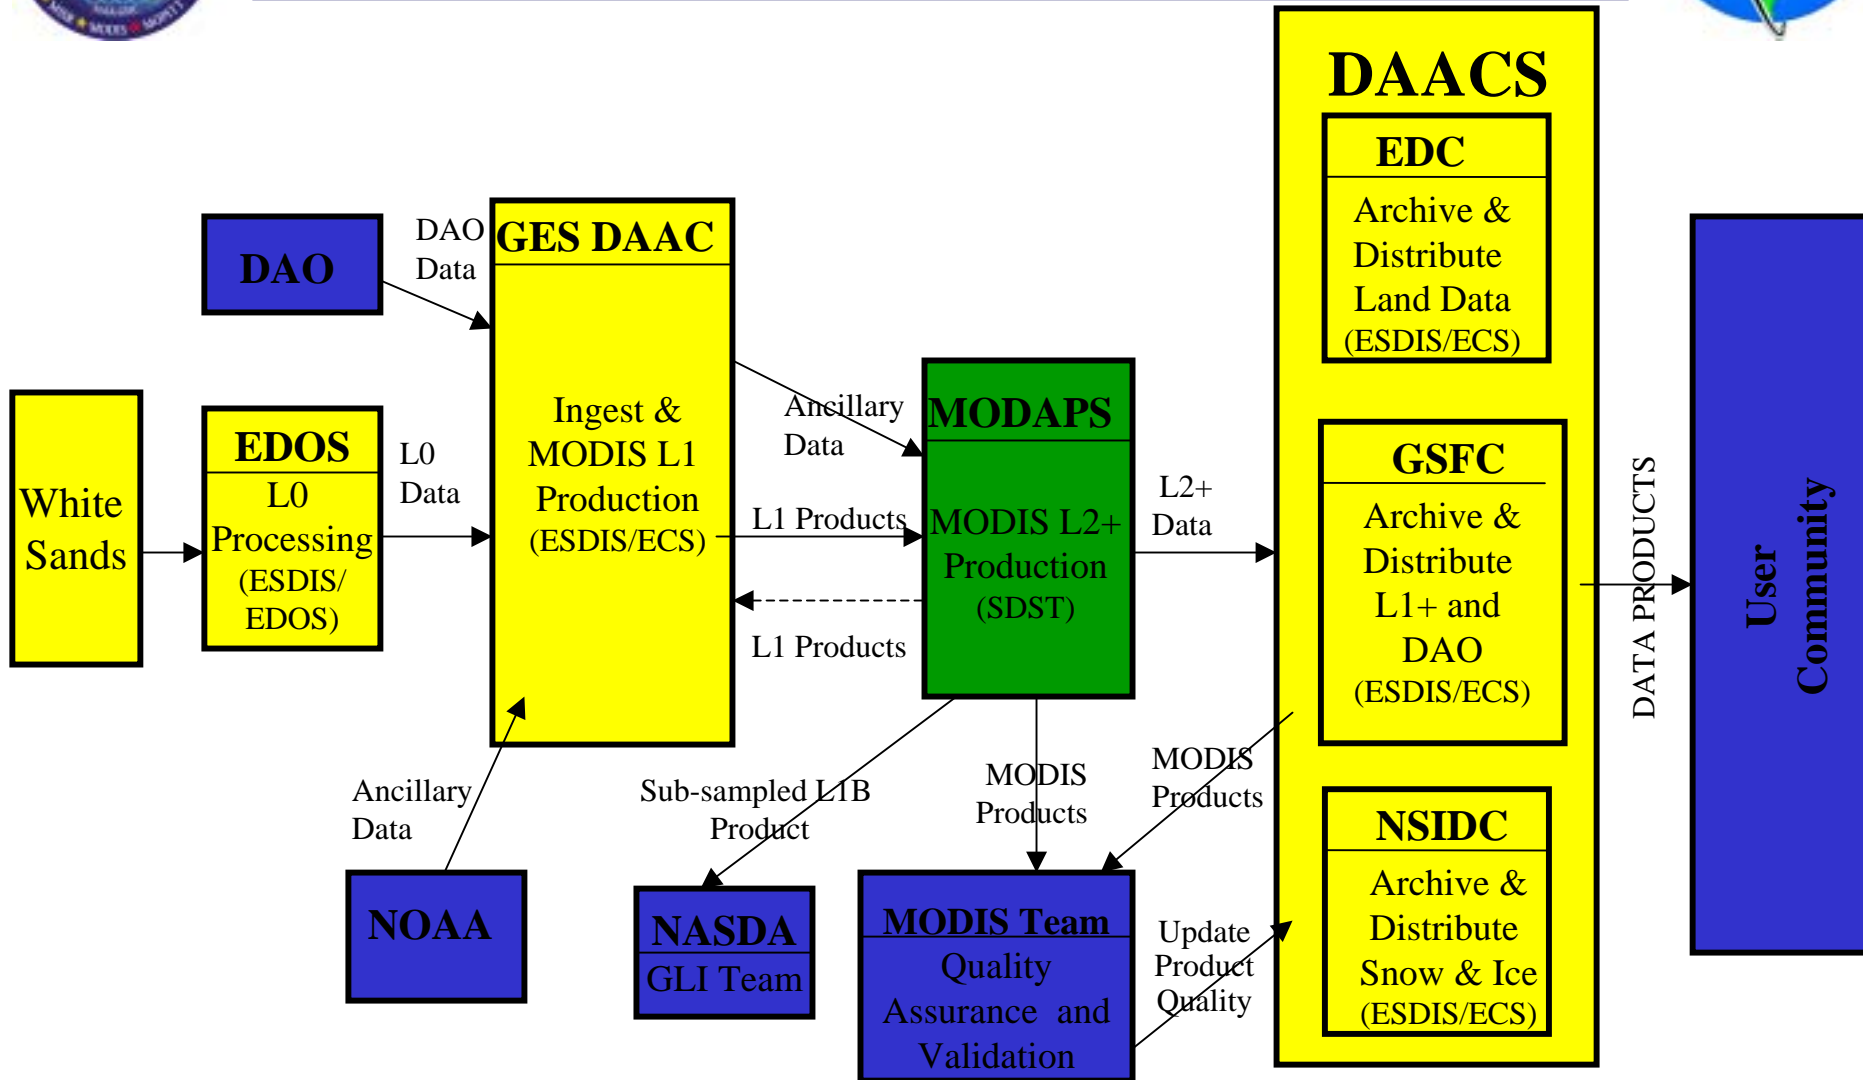 MISR ★ MODIS ★ MOPITT
DAACS
EDC
Archive &
Distribute
Land Data
(ESDIS/ECS)
DAO
DAO
Data
GES DAAC
Ingest &
MODIS L1
Production
(ESDIS/ECS)
White
Sands
EDOS
L0
Processing
(ESDIS/
EDOS)
L0
Data
Ancillary
Data
L1 Products
L1 Products
MODAPS
MODIS L2+
Production
(SDST)
L2+
Data
GSFC
Archive &
Distribute
L1+ and
DAO
(ESDIS/ECS)
DATA PRODUCTS
User
Community
Ancillary
Data
NOAA
Sub-sampled L1B
Product
NASDA
GLI Team
MODIS
Products
MODIS
Products
MODIS Team
Quality
Assurance and
Validation
Update
Product
Quality
NSIDC
Archive &
Distribute
Snow & Ice
(ESDIS/ECS)